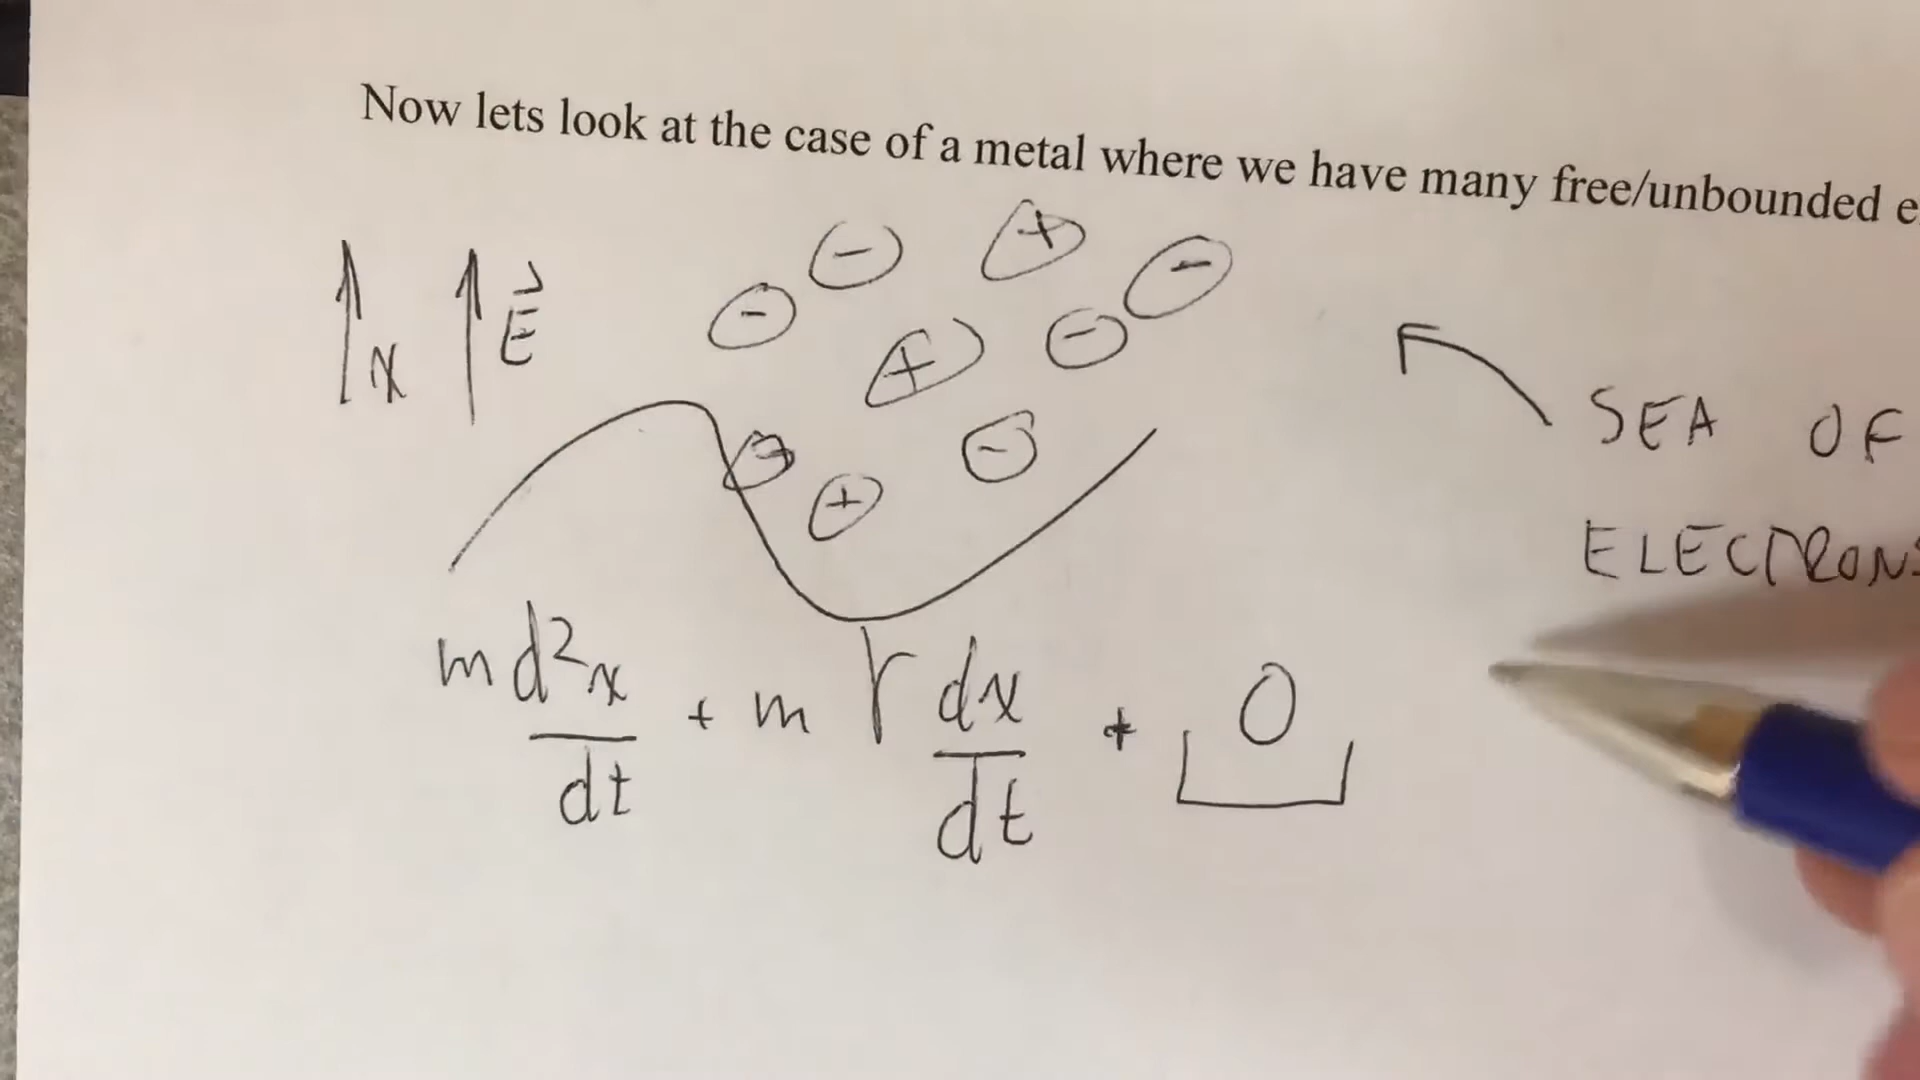 Now lets look at the case of a metal where we have many free/unbounded e
x E⃗
SEA OF
ELECTRONS
m d²x/dt + m Γ dx/dt + 0